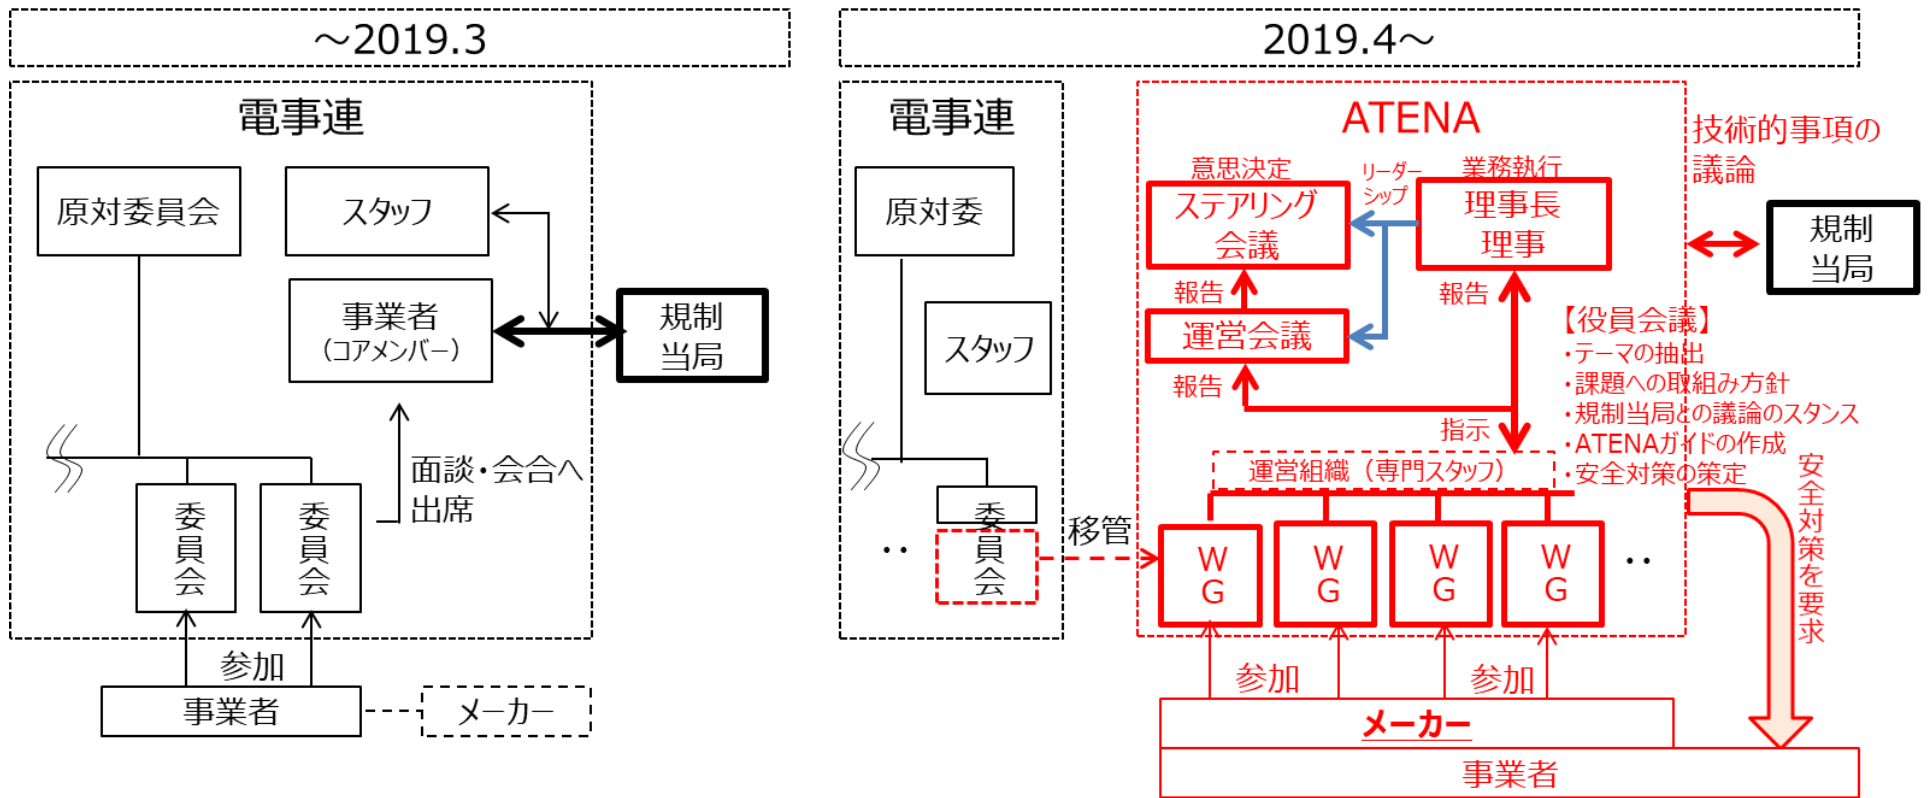 ～2019.3
電事連
原対委員会
スタッフ
事業者
（コアメンバー）
規制
当局
面談・会合へ
出席
委員会
委員会
参加
事業者
メーカー
2019.4～
電事連
原対委
スタッフ
‥
委員会
移管
ATENA
意思決定
ステアリング
会議
リーダー
シップ
業務執行
理事長
理事
報告
運営会議
報告
報告
指示
【役員会議】
・テーマの抽出
・課題への取組み方針
・規制当局との議論のスタンス
・ATENAガイドの作成
・安全対策の策定
運営組織（専門スタッフ）
WG
WG
WG
WG
‥
技術的事項の
議論
規制
当局
安全対策を要求
参加
参加
メーカー
事業者